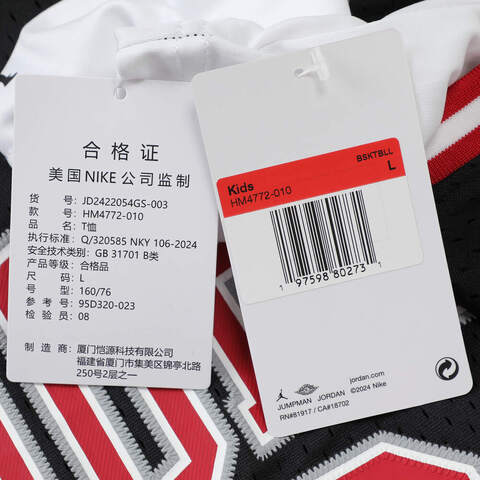 合格证
美国NIKE公司监制
货 号: JD2422054GS-003
款 号: HM4772-010
品 名: T恤
执行标准: Q/320585 NKY 106-2024
安全技术类别: GB 31701 B类
产品等级: 合格品
尺 码: L
号 型: 160/76
参考号: 95D320-023
检验员: 08
制造商: 厦门恺源科技有限公司
福建省厦门市集美区锦亭北路
250号2层之一
BSKTBLL
L
Kids
HM4772-010
1 97598 80273 1
JUMPMAN JORDAN
RN#81917 / CA#18702
jordan.com
©2024 Nike